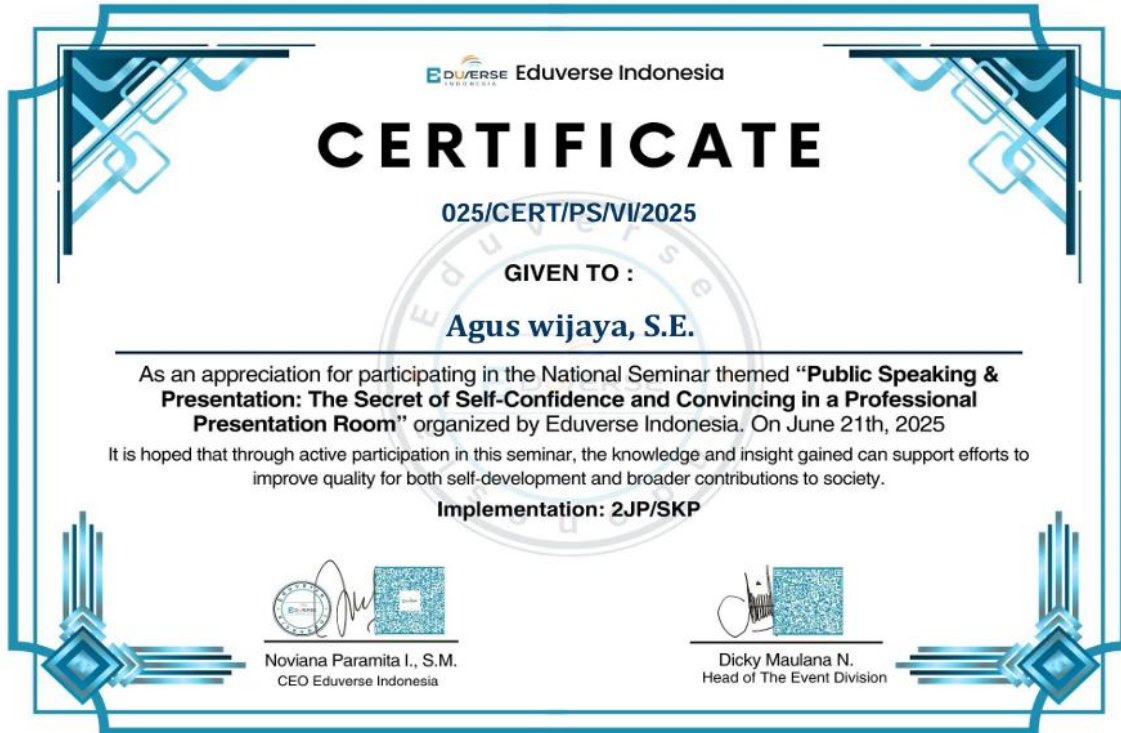 EDUVERSE INDONESIA Eduverse Indonesia
CERTIFICATE
025/CERT/PS/VI/2025
GIVEN TO :
Agus wijaya, S.E.
As an appreciation for participating in the National Seminar themed “Public Speaking &
Presentation: The Secret of Self-Confidence and Convincing in a Professional
Presentation Room” organized by Eduverse Indonesia. On June 21th, 2025
It is hoped that through active participation in this seminar, the knowledge and insight gained can support efforts to
improve quality for both self-development and broader contributions to society.
Implementation: 2JP/SKP
Eduverse Indonesia
EDUVERSE
EDUVERSE
Noviana Paramita I., S.M.
CEO Eduverse Indonesia
Dicky Maulana N.
Head of The Event Division